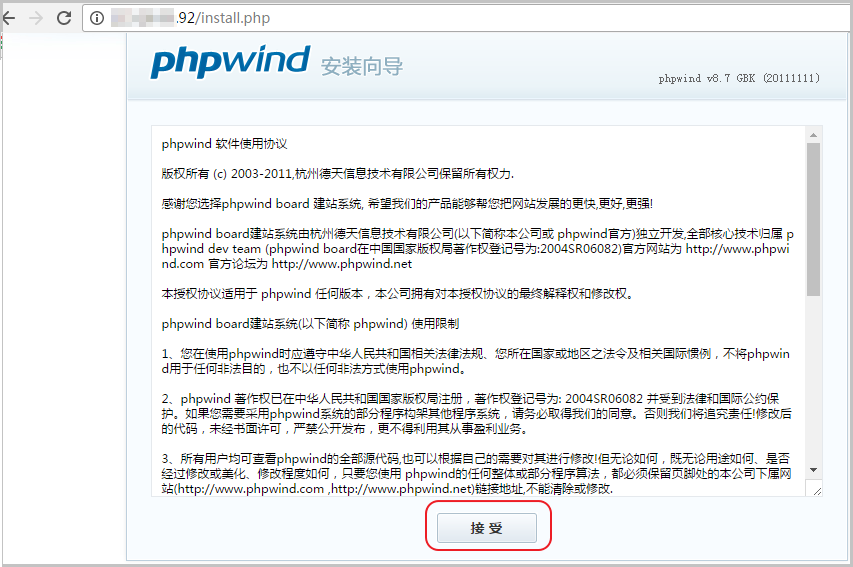 .92/install.php
phpwind 安装向导
phpwind v8.7 GBK (20111111)
phpwind 软件使用协议
版权所有 (c) 2003-2011,杭州德天信息技术有限公司保留所有权力.
感谢您选择phpwind board 建站系统, 希望我们的产品能够帮您把网站发展的更快,更好,更强!
phpwind board建站系统由杭州德天信息技术有限公司(以下简称本公司或 phpwind官方)独立开发,全部核心技术归属 p
hpwind dev team (phpwind board在中国国家版权局著作权登记号为:2004SR06082)官方网站为 http://www.phpwi
nd.com 官方论坛为 http://www.phpwind.net
本授权协议适用于 phpwind 任何版本，本公司拥有对本授权协议的最终解释权和修改权。
phpwind board建站系统(以下简称 phpwind) 使用限制
1、您在使用phpwind时应遵守中华人民共和国相关法律法规、您所在国家或地区之法令及相关国际惯例，不将phpwin
d用于任何非法目的，也不以任何非法方式使用phpwind。
2、phpwind 著作权已在中华人民共和国国家版权局注册，著作权登记号为: 2004SR06082 并受到法律和国际公约保
护。如果您需要采用phpwind系统的部分程序构架其他程序系统，请务必取得我们的同意。否则我们将追究责任!修改后
的代码，未经书面许可，严禁公开发布，更不得利用其从事盈利业务。
3、所有用户均可查看phpwind的全部源代码,也可以根据自己的需要对其进行修改!但无论如何，既无论用途如何、是否
经过修改或美化、修改程度如何，只要您使用 phpwind的任何整体或部分程序算法，都必须保留页脚处的本公司下属网
站(http://www.phpwind.com ,http://www.phpwind.net)链接地址,不能清除或修改.
接 受